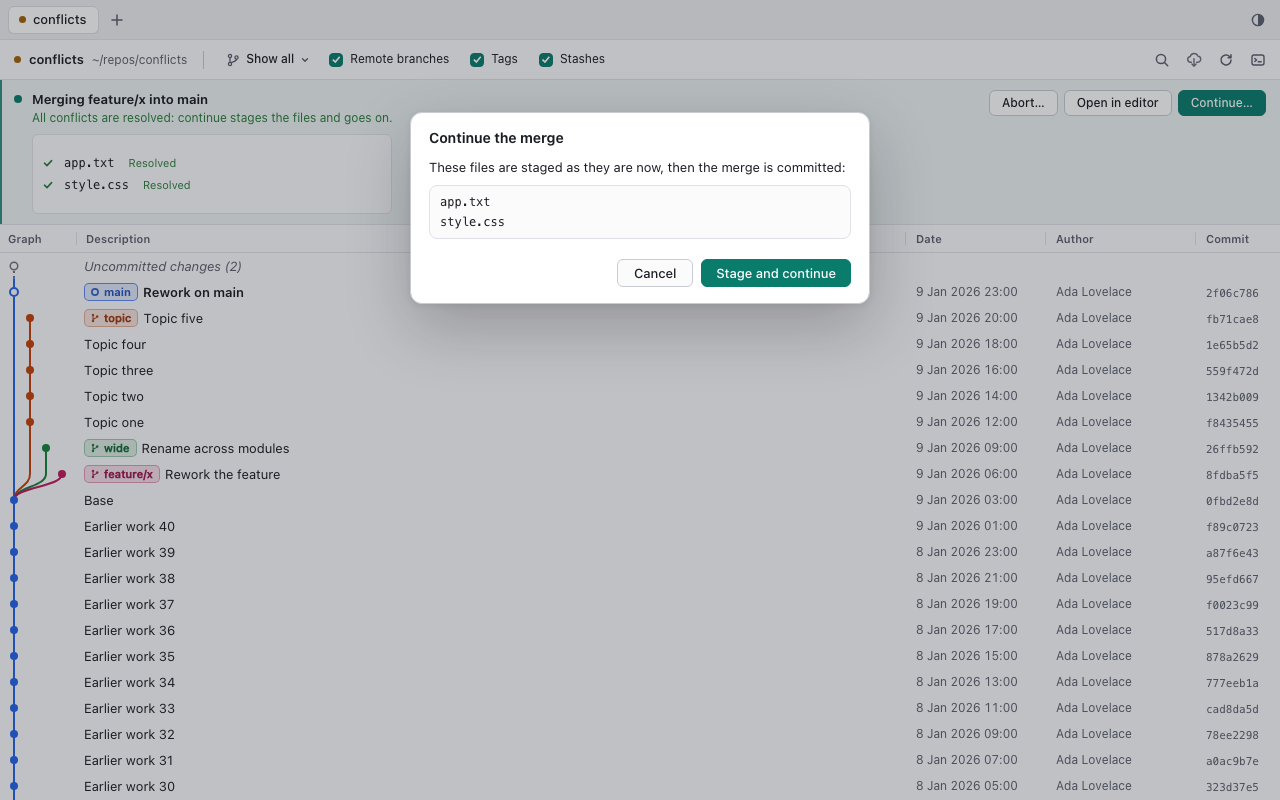 conflicts
conflicts ~/repos/conflicts Show all Remote branches Tags Stashes
Merging feature/x into main
All conflicts are resolved: continue stages the files and goes on.
Abort... Open in editor Continue...
app.txt Resolved
style.css Resolved
Continue the merge
These files are staged as they are now, then the merge is committed:
app.txt
style.css
Cancel Stage and continue
Graph Description Date Author Commit
Uncommitted changes (2)
main Rework on main 9 Jan 2026 23:00 Ada Lovelace 2f06c786
topic Topic five 9 Jan 2026 20:00 Ada Lovelace fb71cae8
Topic four 9 Jan 2026 18:00 Ada Lovelace 1e65b5d2
Topic three 9 Jan 2026 16:00 Ada Lovelace 559f472d
Topic two 9 Jan 2026 14:00 Ada Lovelace 1342b009
Topic one 9 Jan 2026 12:00 Ada Lovelace f8435455
wide Rename across modules 9 Jan 2026 09:00 Ada Lovelace 26ffb592
feature/x Rework the feature 9 Jan 2026 06:00 Ada Lovelace 8fdba5f5
Base 9 Jan 2026 03:00 Ada Lovelace 0fbd2e8d
Earlier work 40 9 Jan 2026 01:00 Ada Lovelace f89c0723
Earlier work 39 8 Jan 2026 23:00 Ada Lovelace a87f6e43
Earlier work 38 8 Jan 2026 21:00 Ada Lovelace 95efd667
Earlier work 37 8 Jan 2026 19:00 Ada Lovelace f0023c99
Earlier work 36 8 Jan 2026 17:00 Ada Lovelace 517d8a33
Earlier work 35 8 Jan 2026 15:00 Ada Lovelace 878a2629
Earlier work 34 8 Jan 2026 13:00 Ada Lovelace 777eeb1a
Earlier work 33 8 Jan 2026 11:00 Ada Lovelace cad8da5d
Earlier work 32 8 Jan 2026 09:00 Ada Lovelace 78ee2298
Earlier work 31 8 Jan 2026 07:00 Ada Lovelace a0ac9b7e
Earlier work 30 8 Jan 2026 05:00 Ada Lovelace 323d37e5